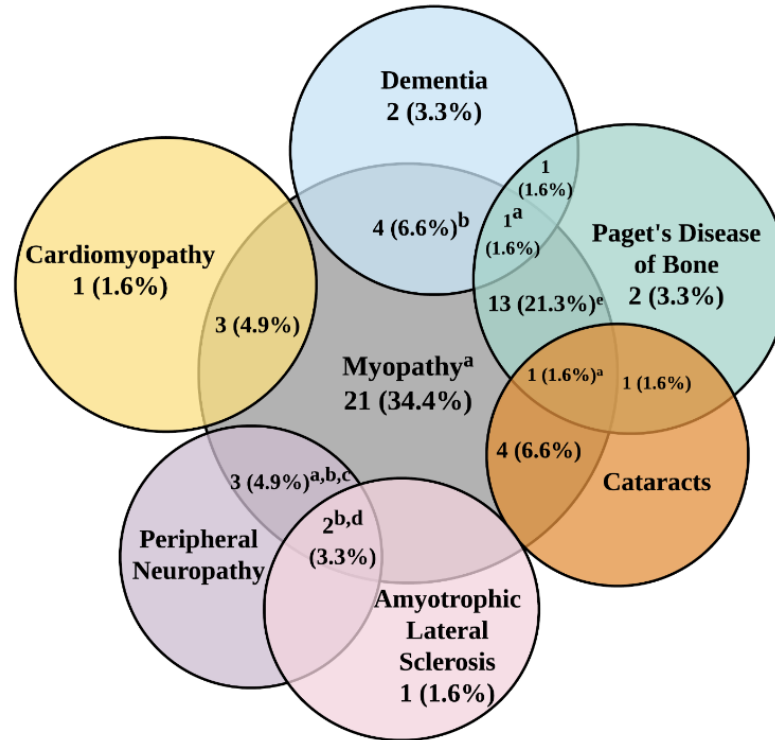 Dementia
2 (3.3%)
1
(1.6%)
4 (6.6%)b
1a
(1.6%)
Paget's Disease
of Bone
2 (3.3%)
Cardiomyopathy
1 (1.6%)
3 (4.9%)
13 (21.3%)e
Myopathya
21 (34.4%)
1 (1.6%)a
1 (1.6%)
4 (6.6%)
Cataracts
3 (4.9%)a,b,c
Peripheral
Neuropathy
2b,d
(3.3%)
Amyotrophic
Lateral
Sclerosis
1 (1.6%)